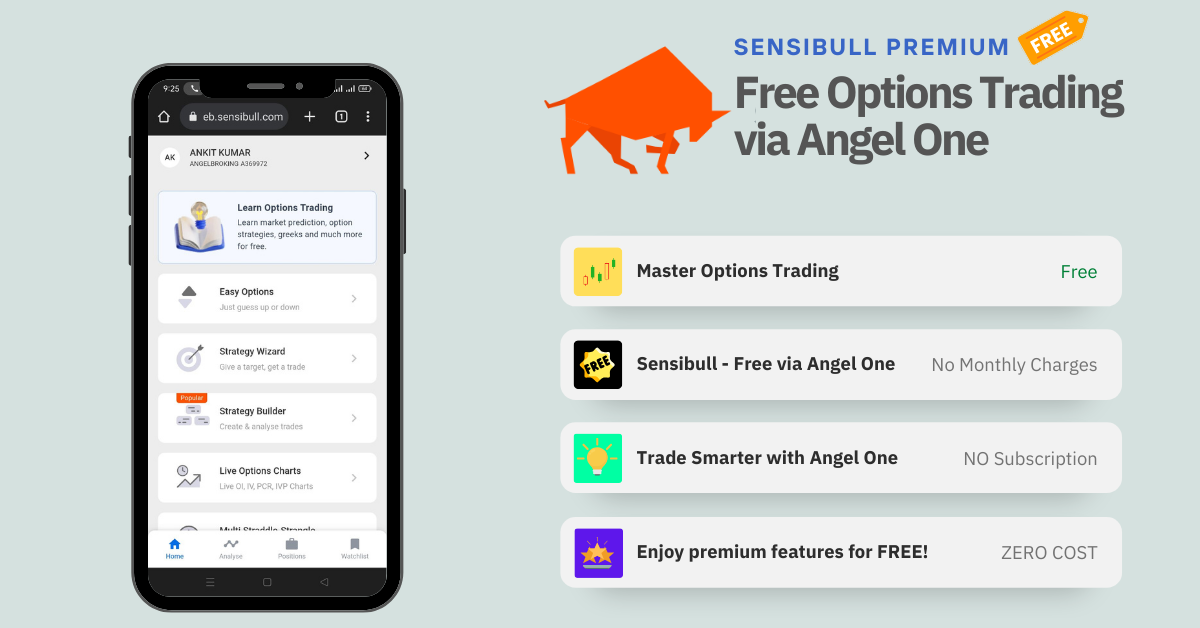 9:25
eb.sensibull.com
1
AK
ANKIT KUMAR
ANGELBROKING A369972
Learn Options Trading
Learn market prediction, option
strategies, greeks and much more
for free.
Easy Options
Just guess up or down
Strategy Wizard
Give a target, get a trade
Popular
Strategy Builder
Create & analyse trades
Live Options Charts
Live OI, IV, PCR, IVP Charts
Multi Straddle Strangle
Home
Analyse
Positions
Watchlist
SENSIBULL PREMIUM
FREE
Free Options Trading
via Angel One
Master Options Trading
Free
FREE
Sensibull - Free via Angel One
No Monthly Charges
Trade Smarter with Angel One
NO Subscription
Enjoy premium features for FREE!
ZERO COST